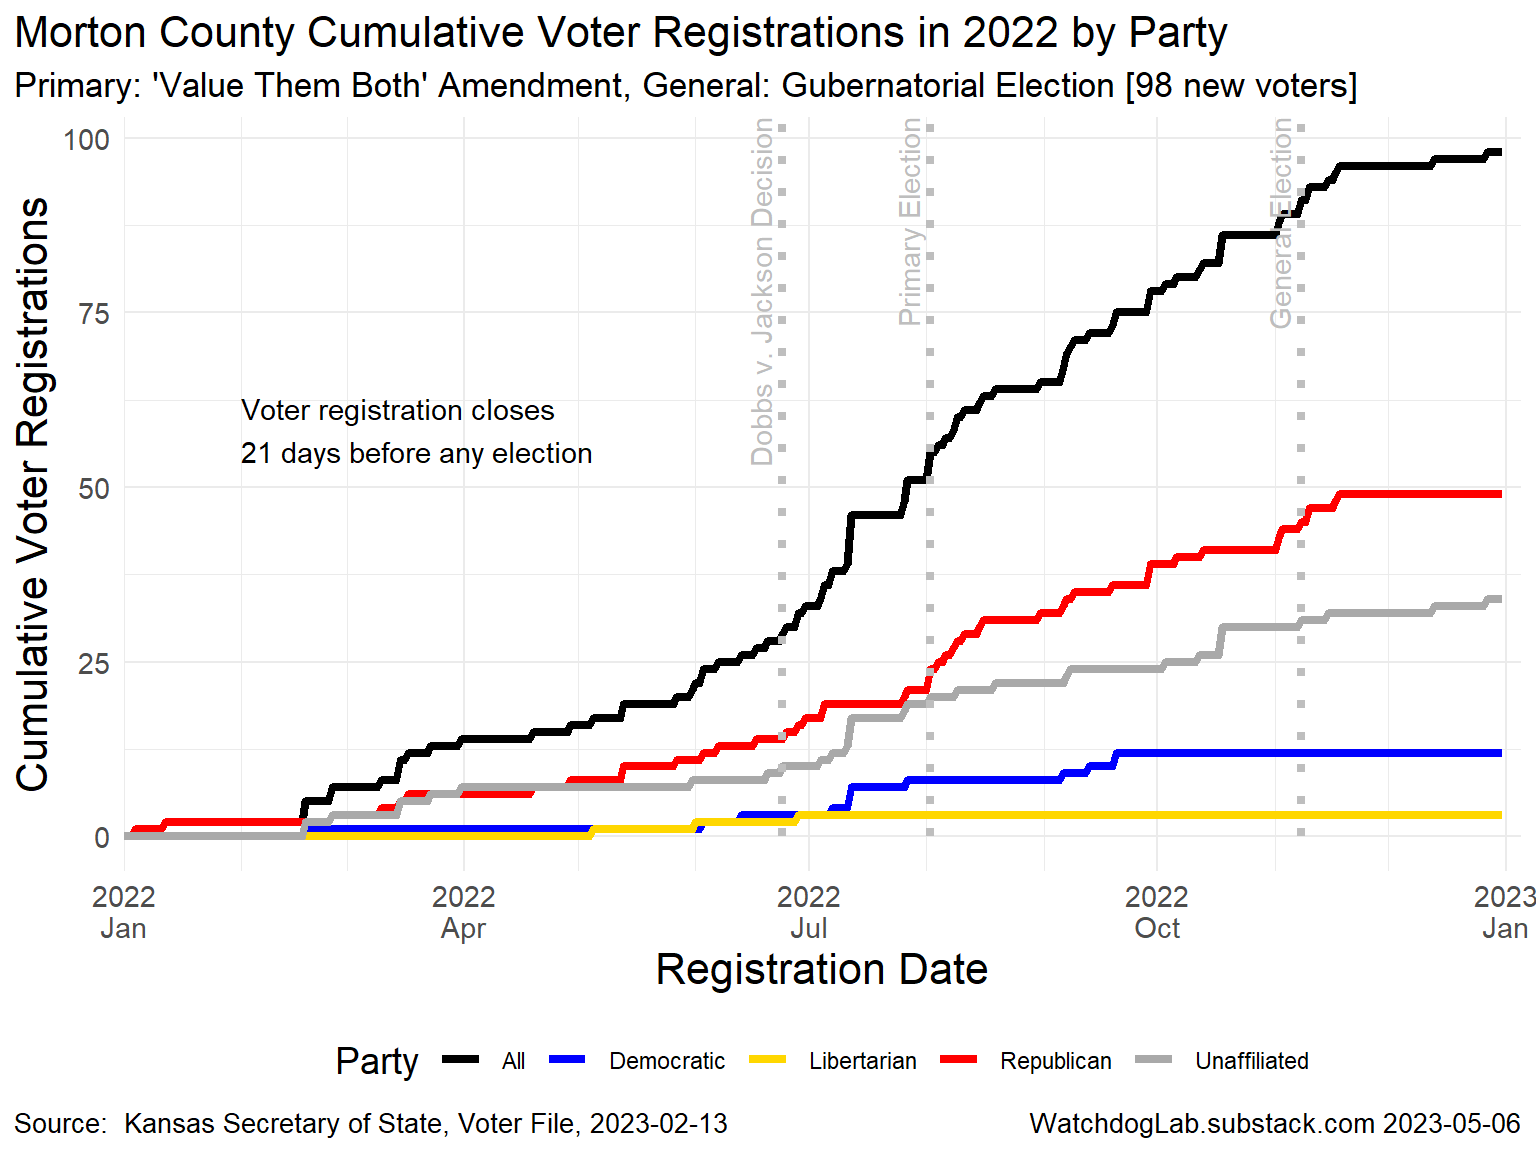 Morton County Cumulative Voter Registrations in 2022 by Party
Primary: 'Value Them Both' Amendment, General: Gubernatorial Election [98 new voters]
Cumulative Voter Registrations
100
75
50
25
0
Dobbs v. Jackson Decision
Primary Election
General Election
Voter registration closes
21 days before any election
2022
Jan
2022
Apr
2022
Jul
2022
Oct
2023
Jan
Registration Date
Party
All
Democratic
Libertarian
Republican
Unaffiliated
Source:  Kansas Secretary of State, Voter File, 2023-02-13
WatchdogLab.substack.com 2023-05-06